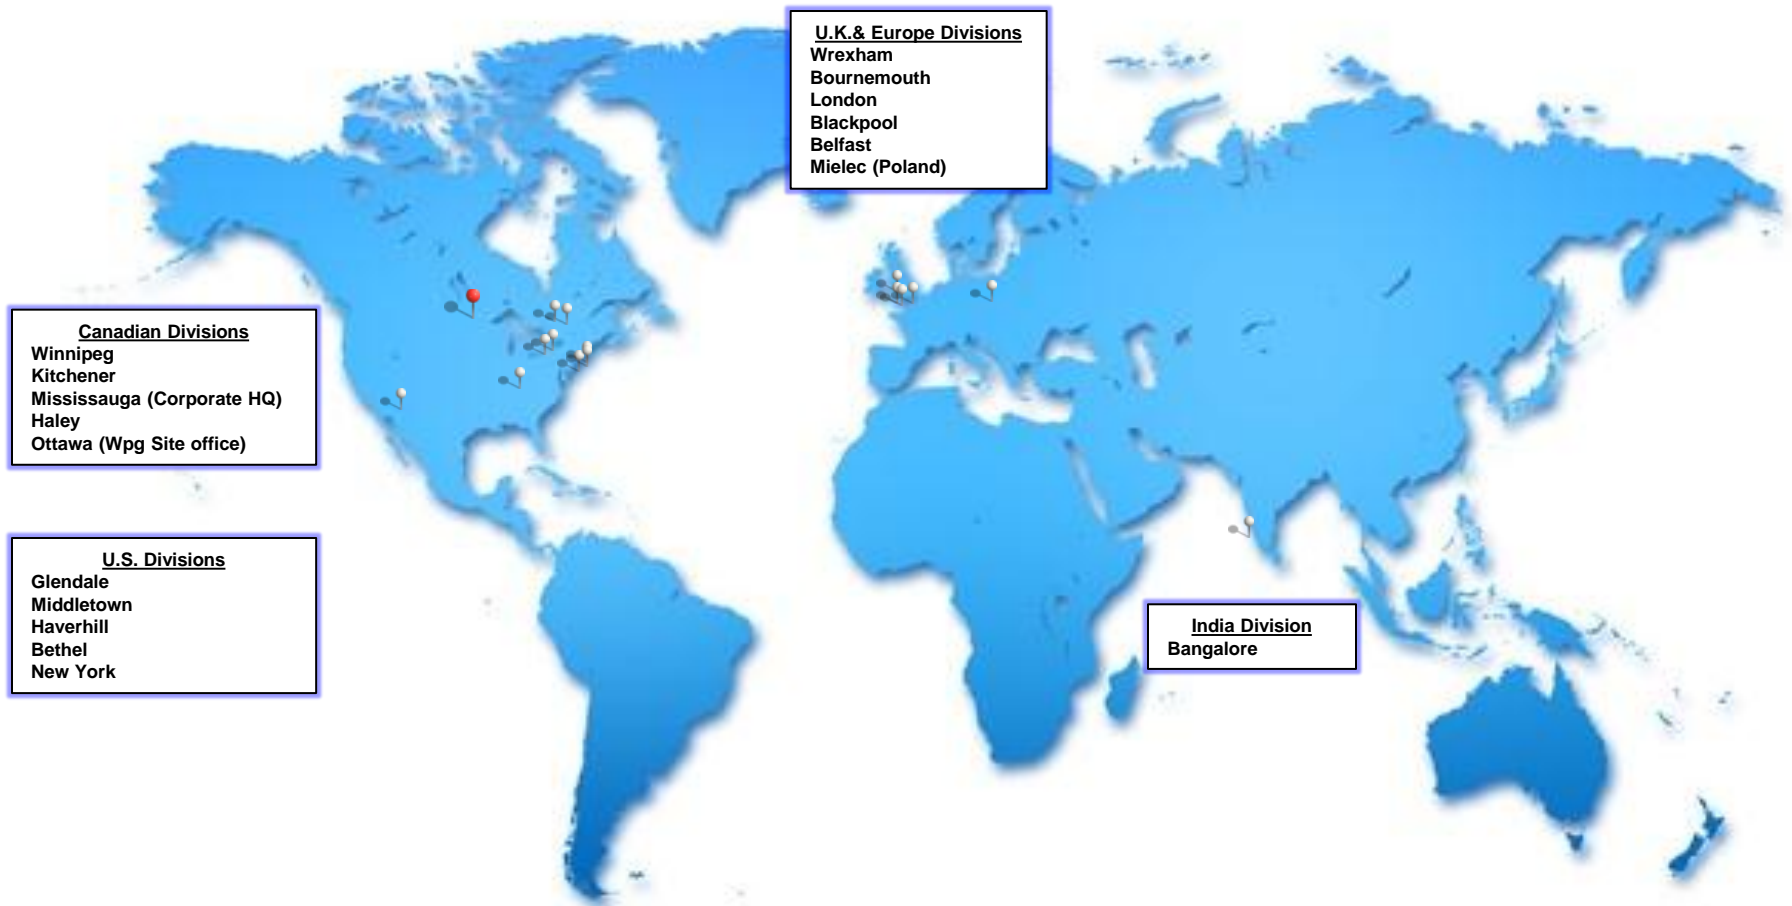 U.K.& Europe Divisions
Wrexham
Bournemouth
London
Blackpool
Belfast
Mielec (Poland)
Canadian Divisions
Winnipeg
Kitchener
Mississauga (Corporate HQ)
Haley
Ottawa (Wpg Site office)
U.S. Divisions
Glendale
Middletown
Haverhill
Bethel
New York
India Division
Bangalore